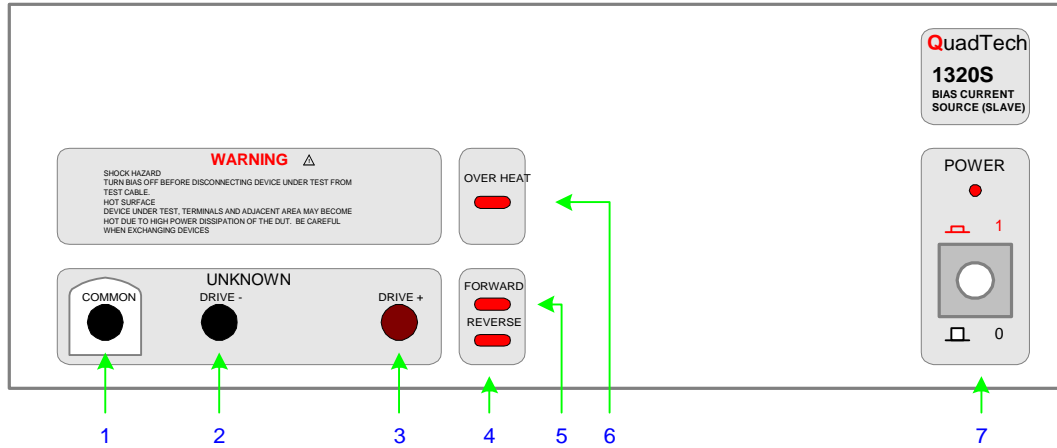 QuadTech
1320S
BIAS CURRENT
SOURCE (SLAVE)
WARNING ⚠
SHOCK HAZARD
TURN BIAS OFF BEFORE DISCONNECTING DEVICE UNDER TEST FROM
TEST CABLE.
HOT SURFACE
DEVICE UNDER TEST, TERMINALS AND ADJACENT AREA MAY BECOME
HOT DUE TO HIGH POWER DISSIPATION OF THE DUT. BE CAREFUL
WHEN EXCHANGING DEVICES
OVER HEAT
POWER
1
0
UNKNOWN
COMMON
DRIVE -
DRIVE +
FORWARD
REVERSE
1 2 3 4 5 6 7